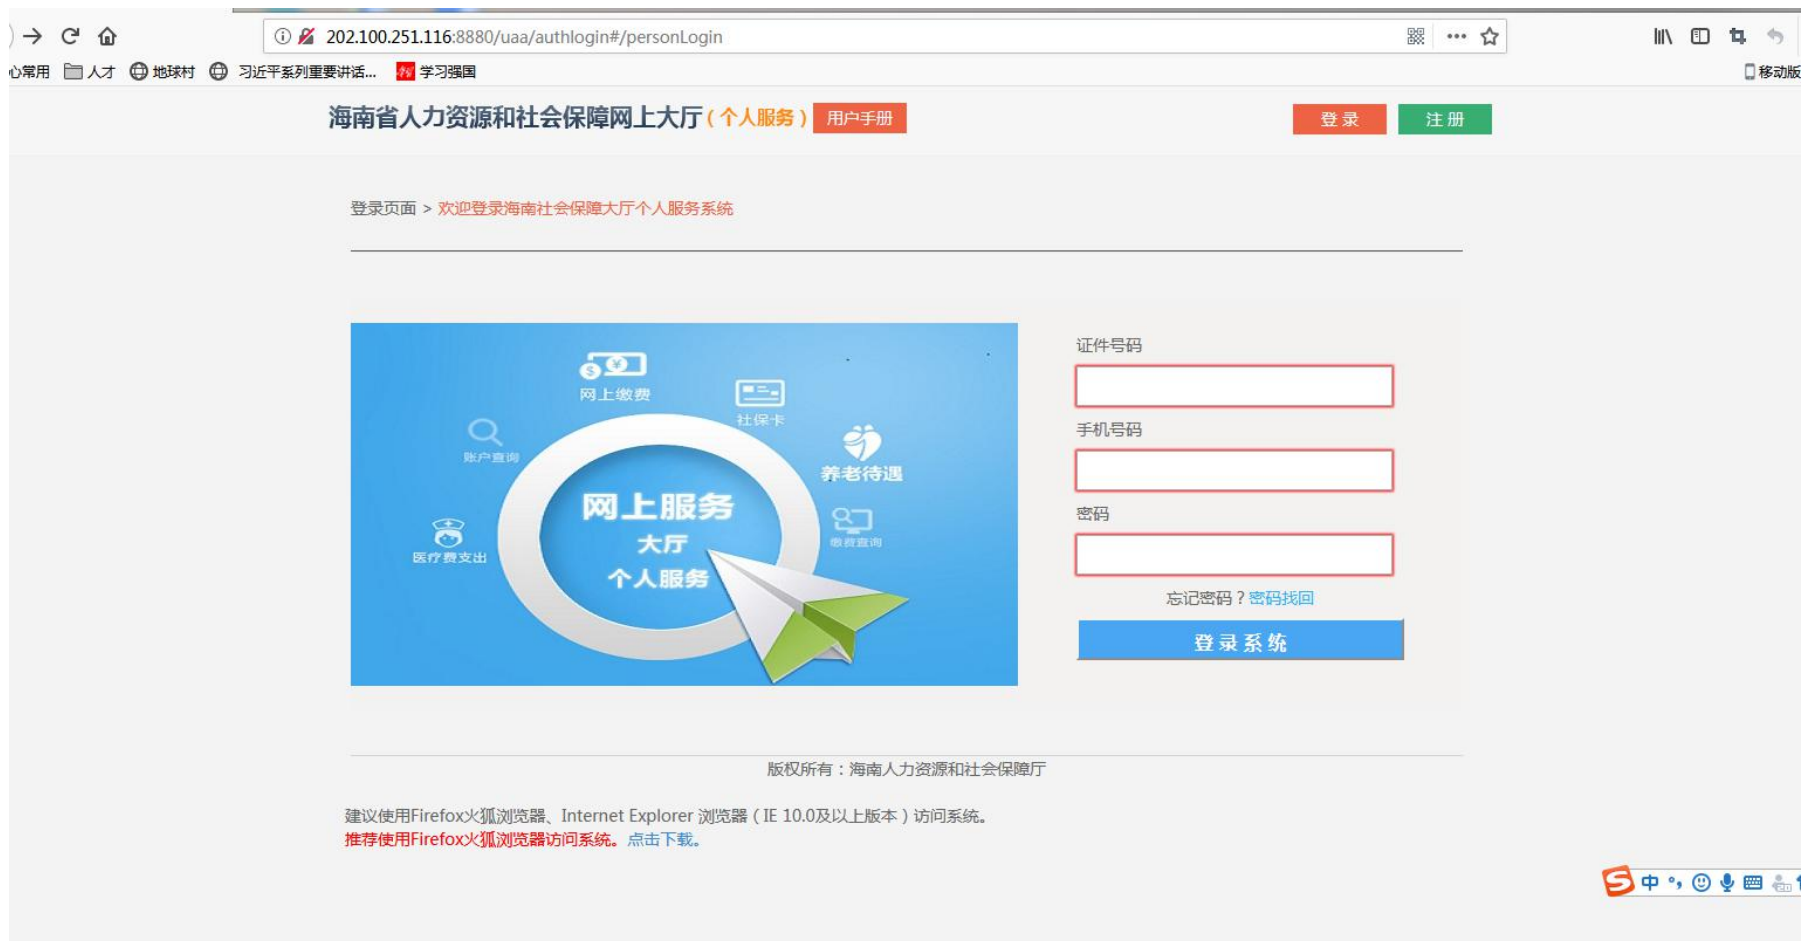 202.100.251.116:8880/uaa/authlogin#/personLogin
心常用 人才 地球村 习近平系列重要讲话... 学习强国 移动版
海南省人力资源和社会保障网上大厅(个人服务) 用户手册 登录 注册
登录页面 > 欢迎登录海南社会保障大厅个人服务系统
网上缴费
社保卡
账户查询
养老待遇
网上服务
大厅
个人服务
缴费查询
医疗费支出
证件号码
手机号码
密码
忘记密码？密码找回
登录系统
版权所有：海南人力资源和社会保障厅
建议使用Firefox火狐浏览器、Internet Explorer 浏览器（IE 10.0及以上版本）访问系统。
推荐使用Firefox火狐浏览器访问系统。点击下载。
中